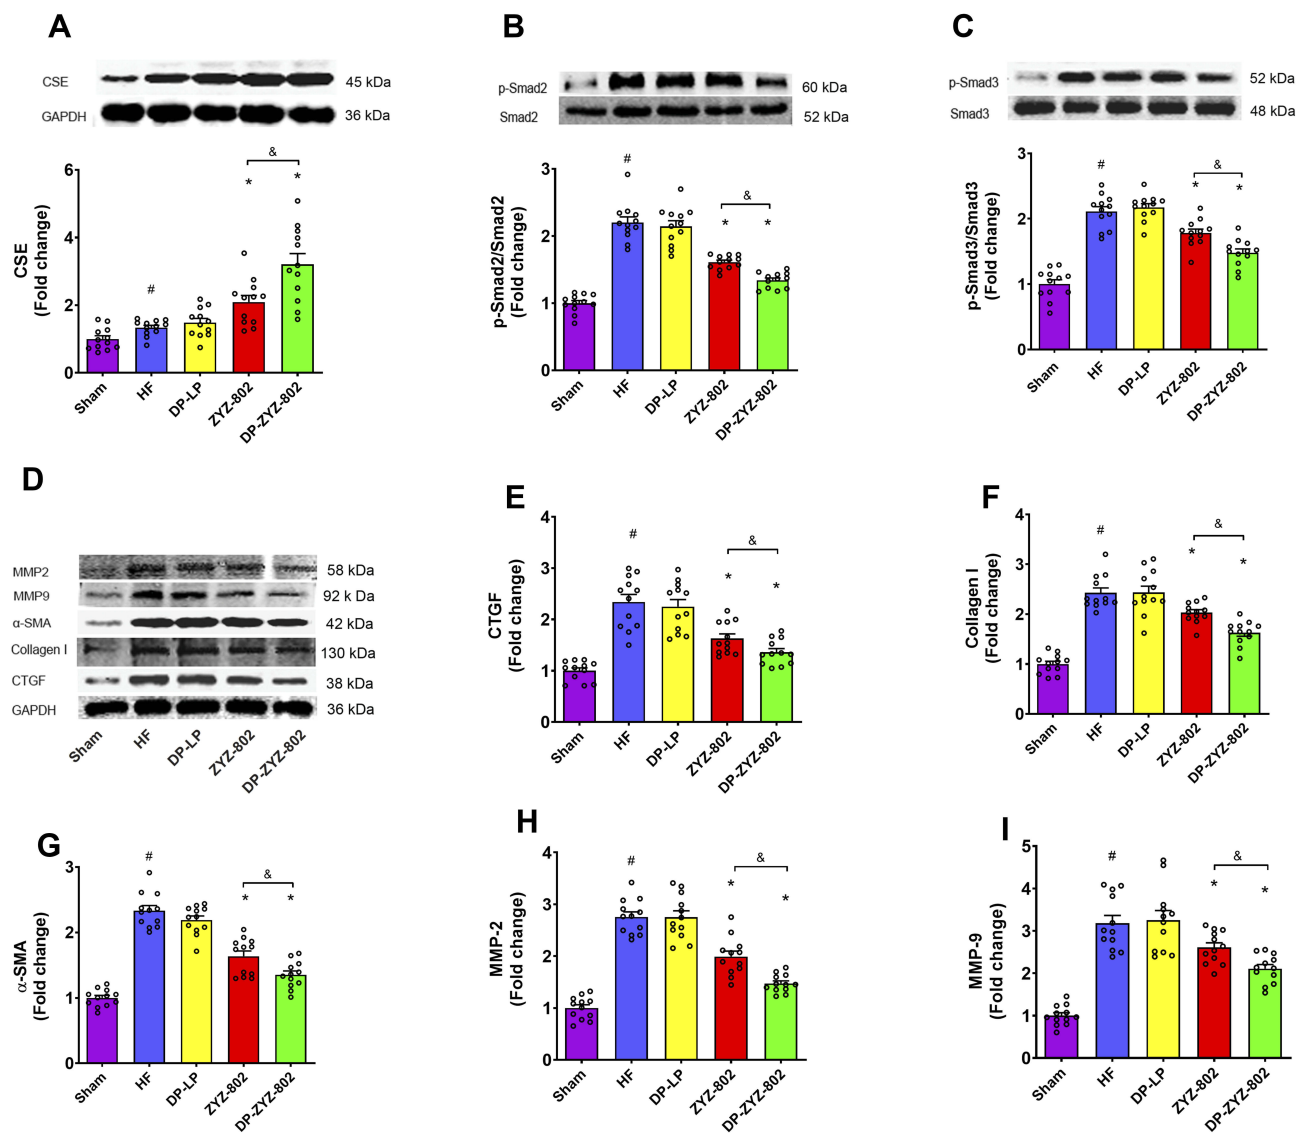 A
CSE
45 kDa
GAPDH
36 kDa
&
* *
#
6
4
2
0
CSE
(Fold change)
Sham
HF
DP-LP
ZYZ-802
DP-ZYZ-802
B
p-Smad2
60 kDa
Smad2
52 kDa
#
&
* *
3
2
1
0
p-Smad2/Smad2
(Fold change)
Sham
HF
DP-LP
ZYZ-802
DP-ZYZ-802
C
p-Smad3
52 kDa
Smad3
48 kDa
#
&
* *
3
2
1
0
p-Smad3/Smad3
(Fold change)
Sham
HF
DP-LP
ZYZ-802
DP-ZYZ-802
D
MMP2
58 kDa
MMP9
92 k Da
α-SMA
42 kDa
Collagen I
130 kDa
CTGF
38 kDa
GAPDH
36 kDa
Sham
HF
DP-LP
ZYZ-802
DP-ZYZ-802
E
#
&
* *
4
3
2
1
0
CTGF
(Fold change)
Sham
HF
DP-LP
ZYZ-802
DP-ZYZ-802
F
#
&
* *
4
3
2
1
0
Collagen I
(Fold change)
Sham
HF
DP-LP
ZYZ-802
DP-ZYZ-802
G
#
&
* *
3
2
1
0
α-SMA
(Fold change)
Sham
HF
DP-LP
ZYZ-802
DP-ZYZ-802
H
#
&
* *
4
3
2
1
0
MMP-2
(Fold change)
Sham
HF
DP-LP
ZYZ-802
DP-ZYZ-802
I
#
&
* *
5
4
3
2
1
0
MMP-9
(Fold change)
Sham
HF
DP-LP
ZYZ-802
DP-ZYZ-802